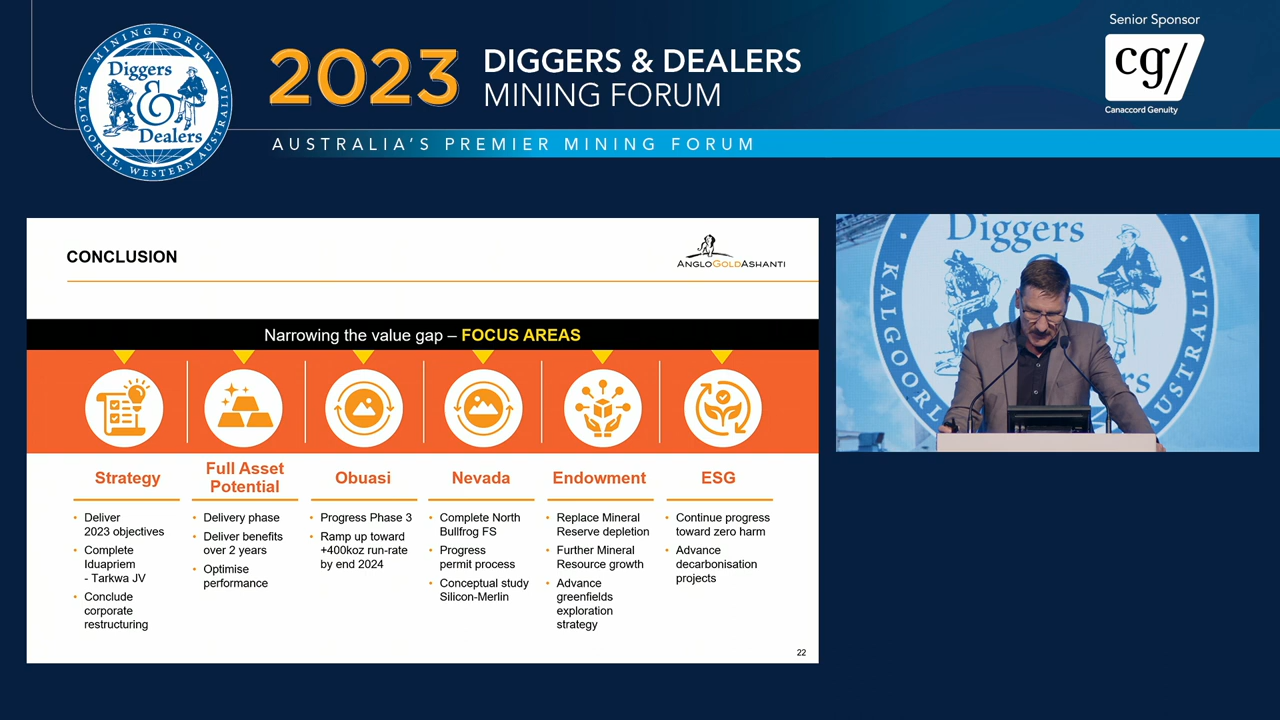 MINING FORUM
Diggers
&
Dealers
KALGOORLIE, WESTERN AUSTRALIA
2023
DIGGERS & DEALERS
MINING FORUM
AUSTRALIA'S PREMIER MINING FORUM
Senior Sponsor
cg/
Canaccord Genuity
CONCLUSION
ANGLOGOLDASHANTI
Narrowing the value gap – FOCUS AREAS
Strategy
• Deliver
2023 objectives
• Complete
Iduapriem
- Tarkwa JV
• Conclude
corporate
restructuring
Full Asset
Potential
• Delivery phase
• Deliver benefits
over 2 years
• Optimise
performance
Obuasi
• Progress Phase 3
• Ramp up toward
+400koz run-rate
by end 2024
Nevada
• Complete North
Bullfrog FS
• Progress
permit process
• Conceptual study
Silicon-Merlin
Endowment
• Replace Mineral
Reserve depletion
• Further Mineral
Resource growth
• Advance
greenfields
exploration
strategy
ESG
• Continue progress
toward zero harm
• Advance
decarbonisation
projects
22
Diggers
KALGOORL
AUSTRALIA